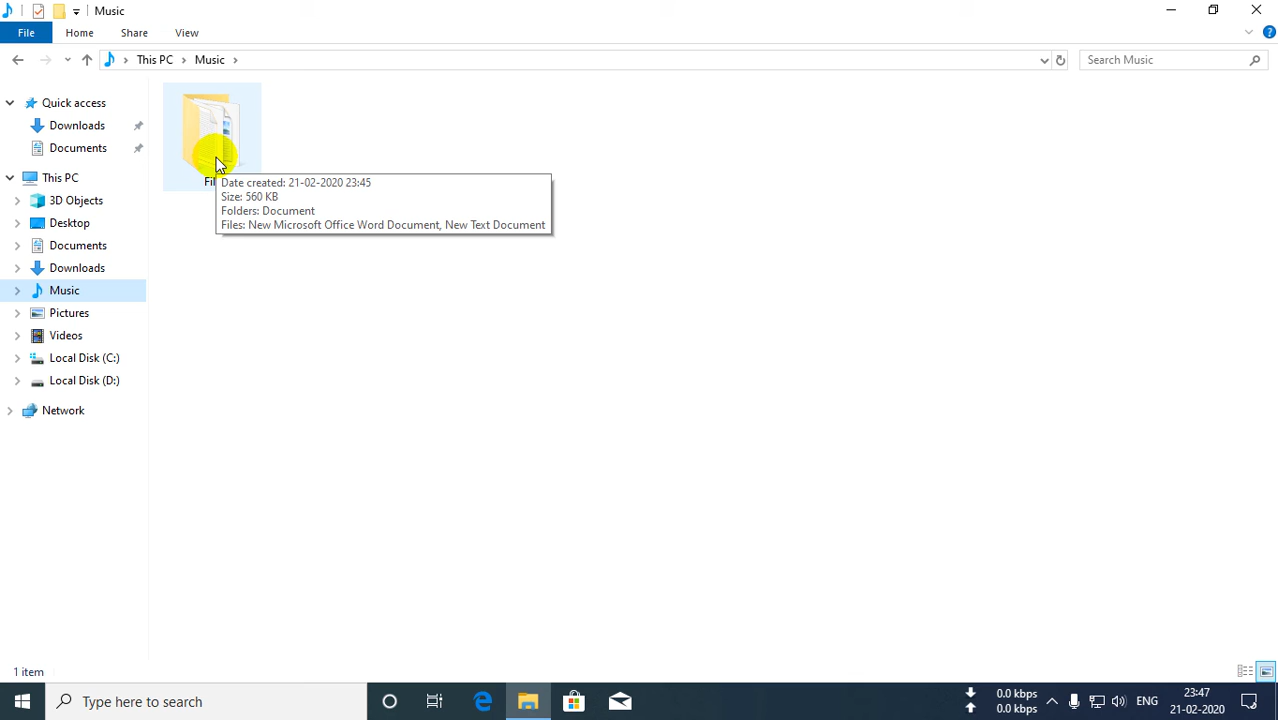 Music
File Home Share View
This PC Music Search Music
Quick access
Downloads
Documents
This PC
3D Objects
Desktop
Documents
Downloads
Music
Pictures
Videos
Local Disk (C:)
Local Disk (D:)
Network
Date created: 21-02-2020 23:45
Size: 560 KB
Folders: Document
Files: New Microsoft Office Word Document, New Text Document
1 item
Type here to search
0.0 kbps
0.0 kbps
ENG
23:47
21-02-2020